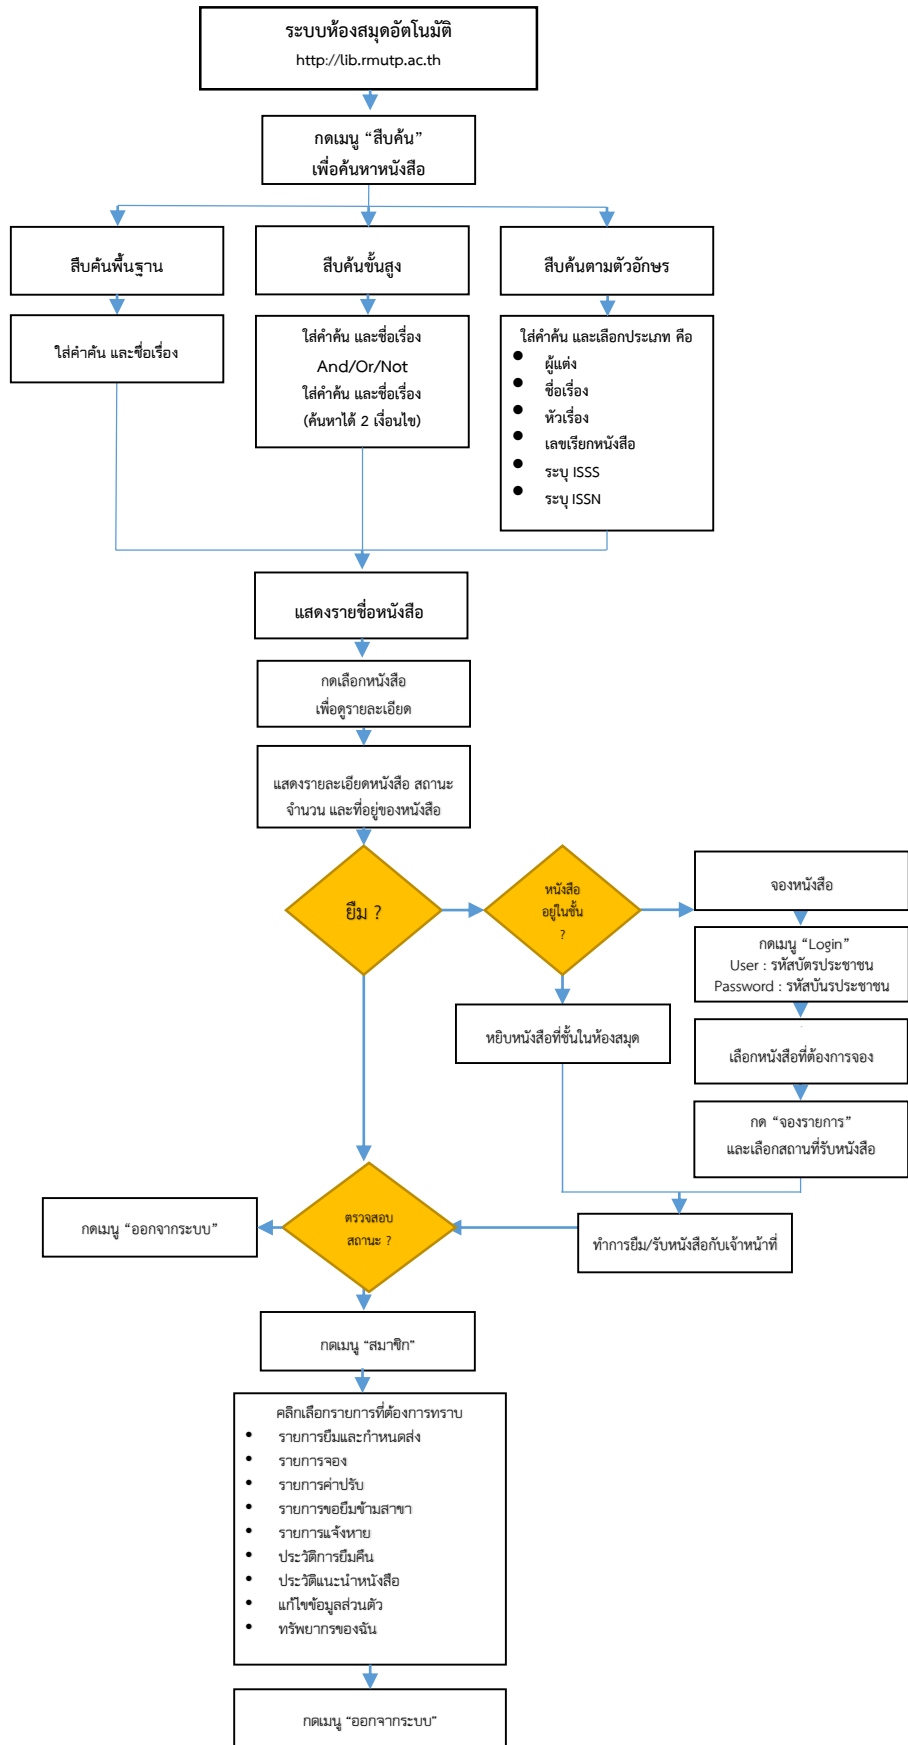 ระบบห้องสมุดอัตโนมัติ
http://lib.rmutp.ac.th
กดเมนู “สืบค้น”
เพื่อค้นหาหนังสือ
สืบค้นพื้นฐาน
สืบค้นขั้นสูง
สืบค้นตามตัวอักษร
ใส่คำค้น และชื่อเรื่อง
ใส่คำค้น และชื่อเรื่อง
And/Or/Not
ใส่คำค้น และชื่อเรื่อง
(ค้นหาได้ 2 เงื่อนไข)
ใส่คำค้น และเลือกประเภท คือ
● ผู้แต่ง
● ชื่อเรื่อง
● หัวเรื่อง
● เลขเรียกหนังสือ
● ระบุ ISSS
● ระบุ ISSN
แสดงรายชื่อหนังสือ
กดเลือกหนังสือ
เพื่อดูรายละเอียด
แสดงรายละเอียดหนังสือ สถานะ
จำนวน และที่อยู่ของหนังสือ
ยืม ?
หนังสือ
อยู่ในชั้น
?
จองหนังสือ
กดเมนู “Login”
User : รหัสบัตรประชาชน
Password : รหัสบันรประชาชน
หยิบหนังสือที่ชั้นในห้องสมุด
เลือกหนังสือที่ต้องการจอง
กด “จองรายการ”
และเลือกสถานที่รับหนังสือ
กดเมนู “ออกจากระบบ”
ตรวจสอบ
สถานะ ?
ทำการยืม/รับหนังสือกับเจ้าหน้าที่
กดเมนู “สมาชิก”
คลิกเลือกรายการที่ต้องการทราบ
• รายการยืมและกำหนดส่ง
• รายการจอง
• รายการค่าปรับ
• รายการขอยืมข้ามสาขา
• รายการแจ้งหาย
• ประวัติการยืมคืน
• ประวัติแนะนำหนังสือ
• แก้ไขข้อมูลส่วนตัว
• ทรัพยากรของฉัน
กดเมนู “ออกจากระบบ”